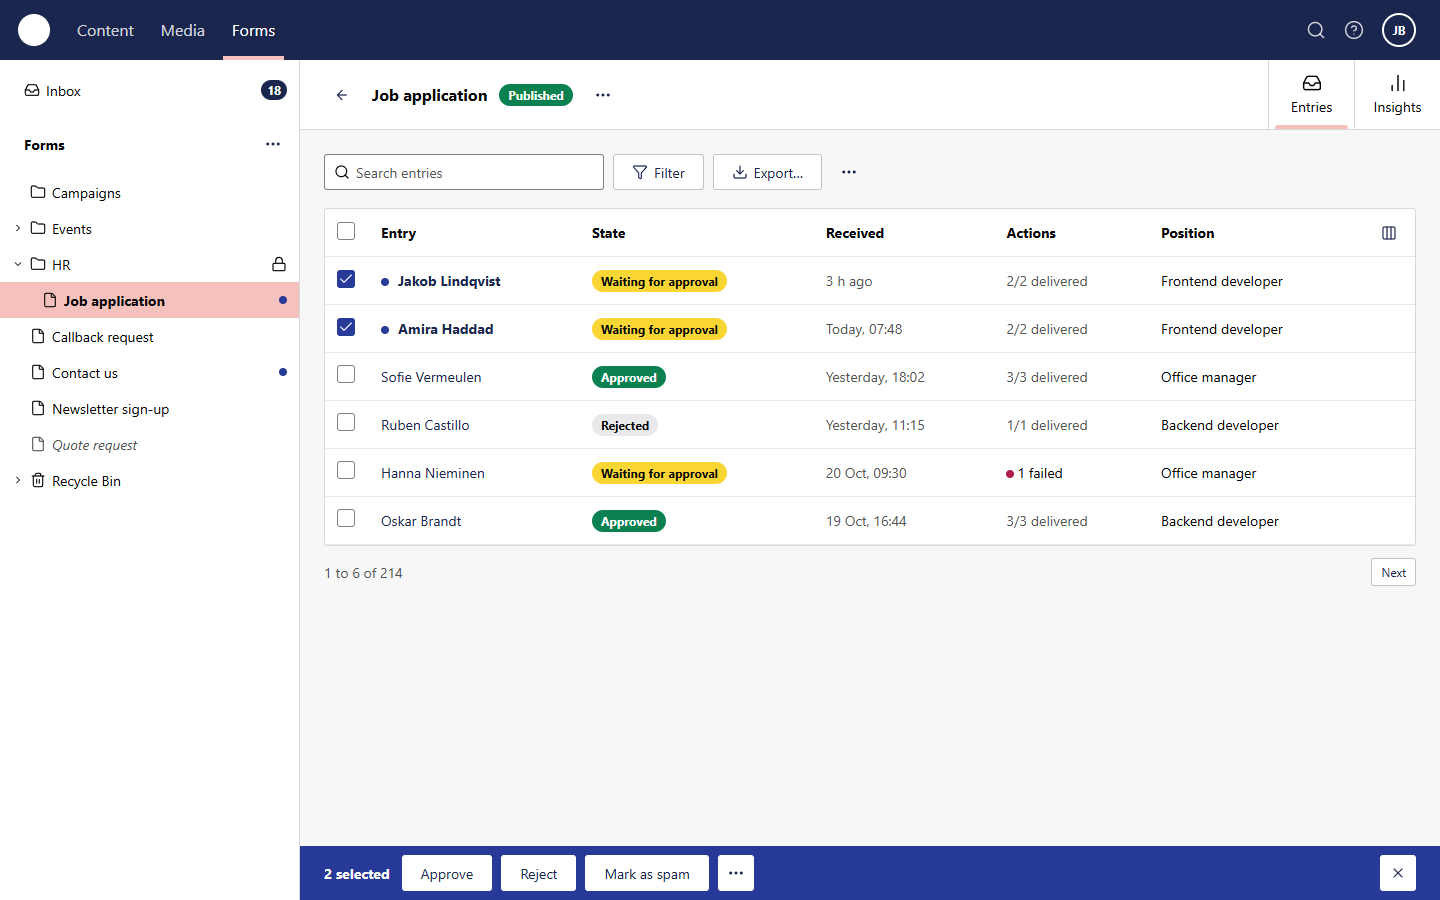 Content Media Forms JB
Inbox 18
Forms
Campaigns
Events
HR
Job application
Callback request
Contact us
Newsletter sign-up
Quote request
Recycle Bin
Job application Published
Entries Insights
Search entries Filter Export...
Entry State Received Actions Position
Jakob Lindqvist Waiting for approval 3 h ago 2/2 delivered Frontend developer
Amira Haddad Waiting for approval Today, 07:48 2/2 delivered Frontend developer
Sofie Vermeulen Approved Yesterday, 18:02 3/3 delivered Office manager
Ruben Castillo Rejected Yesterday, 11:15 1/1 delivered Backend developer
Hanna Nieminen Waiting for approval 20 Oct, 09:30 1 failed Office manager
Oskar Brandt Approved 19 Oct, 16:44 3/3 delivered Backend developer
1 to 6 of 214 Next
2 selected Approve Reject Mark as spam